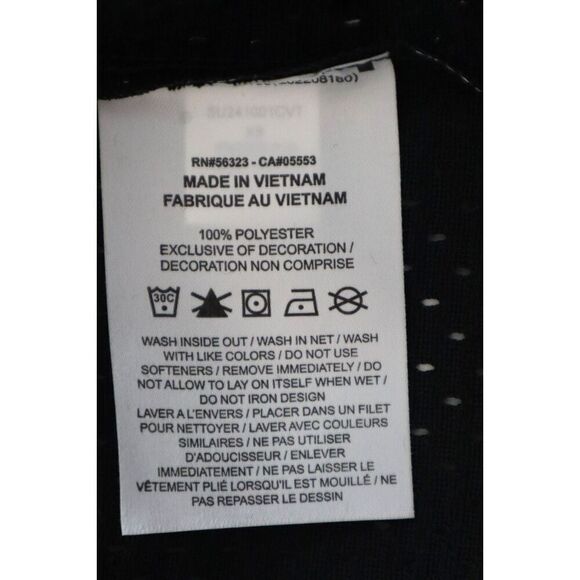 RN#56323 - CA#05553
MADE IN VIETNAM
FABRIQUE AU VIETNAM
100% POLYESTER
EXCLUSIVE OF DECORATION /
DECORATION NON COMPRISE
30C
WASH INSIDE OUT / WASH IN NET / WASH
WITH LIKE COLORS / DO NOT USE
SOFTENERS / REMOVE IMMEDIATELY / DO
NOT ALLOW TO LAY ON ITSELF WHEN WET /
DO NOT IRON DESIGN
LAVER A L'ENVERS / PLACER DANS UN FILET
POUR NETTOYER / LAVER AVEC COULEURS
SIMILAIRES / NE PAS UTILISER
D'ADOUCISSEUR / ENLEVER
IMMEDIATEMENT / NE PAS LAISSER LE
VÊTEMENT PLIÉ LORSQU'IL EST MOUILLÉ / NE
PAS REPASSER LE DESSIN